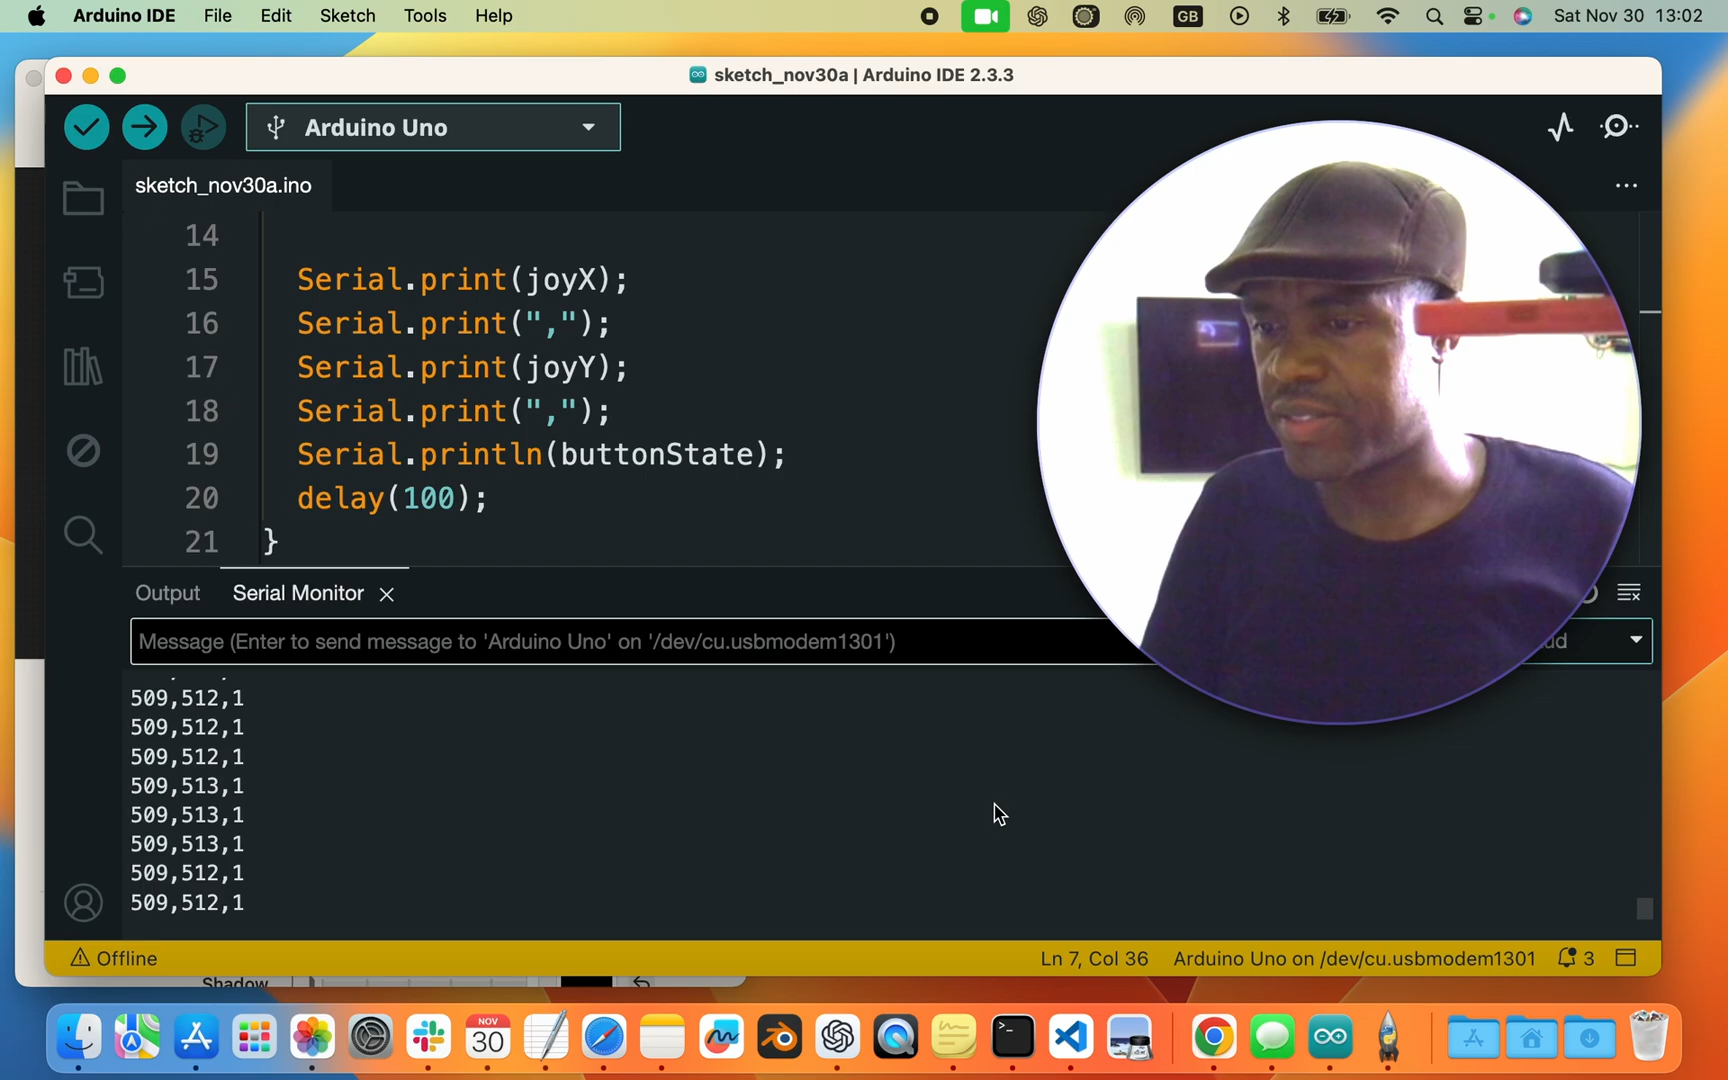 Arduino IDE File Edit Sketch Tools Help GB Sat Nov 30 13:02
sketch_nov30a | Arduino IDE 2.3.3
Arduino Uno
sketch_nov30a.ino
14
15 Serial.print(joyX);
16 Serial.print(",");
17 Serial.print(joyY);
18 Serial.print(",");
19 Serial.println(buttonState);
20 delay(100);
21 }
Output Serial Monitor
Message (Enter to send message to 'Arduino Uno' on '/dev/cu.usbmodem1301')
509,512,1
509,512,1
509,512,1
509,513,1
509,513,1
509,513,1
509,512,1
509,512,1
Offline Ln 7, Col 36 Arduino Uno on /dev/cu.usbmodem1301 3
Shadow
NOV
30